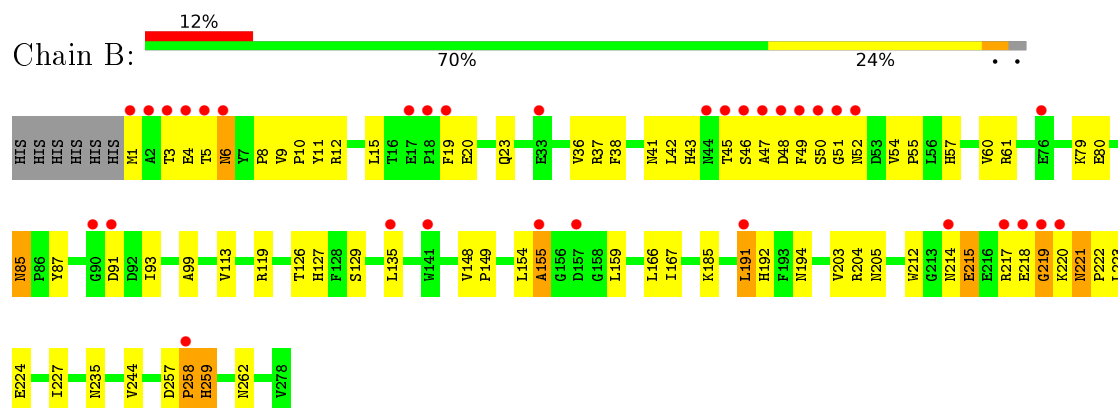 12%
Chain B:
70% 24% • •
HIS HIS HIS HIS HIS HIS M1 A2 T3 E4 T5 N6 Y7 P8 V9 P10 Y11 R12 L15 T16 E17 P18 F19 E20 Q23 E33 V36 R37 F38 N41 L42 H43 N44 T45 S46 A47 D48 F49 S50 G51 N52 D53 V54 P55 L56 H57 V60 R61 E76 K79 E80
N85 P86 Y87 G90 D91 D92 I93 A99 V113 R119 T126 H127 F128 S129 L135 W141 V148 P149 L154 A155 G156 D157 G158 L159 L166 I167 K185 L191 H192 F193 N194 V203 R204 N205 W212 G213 N214 E215 E216 R217 E218 G219 K220 N221 P222 L223
E224 I227 N235 V244 D257 P258 H259 N262 V278